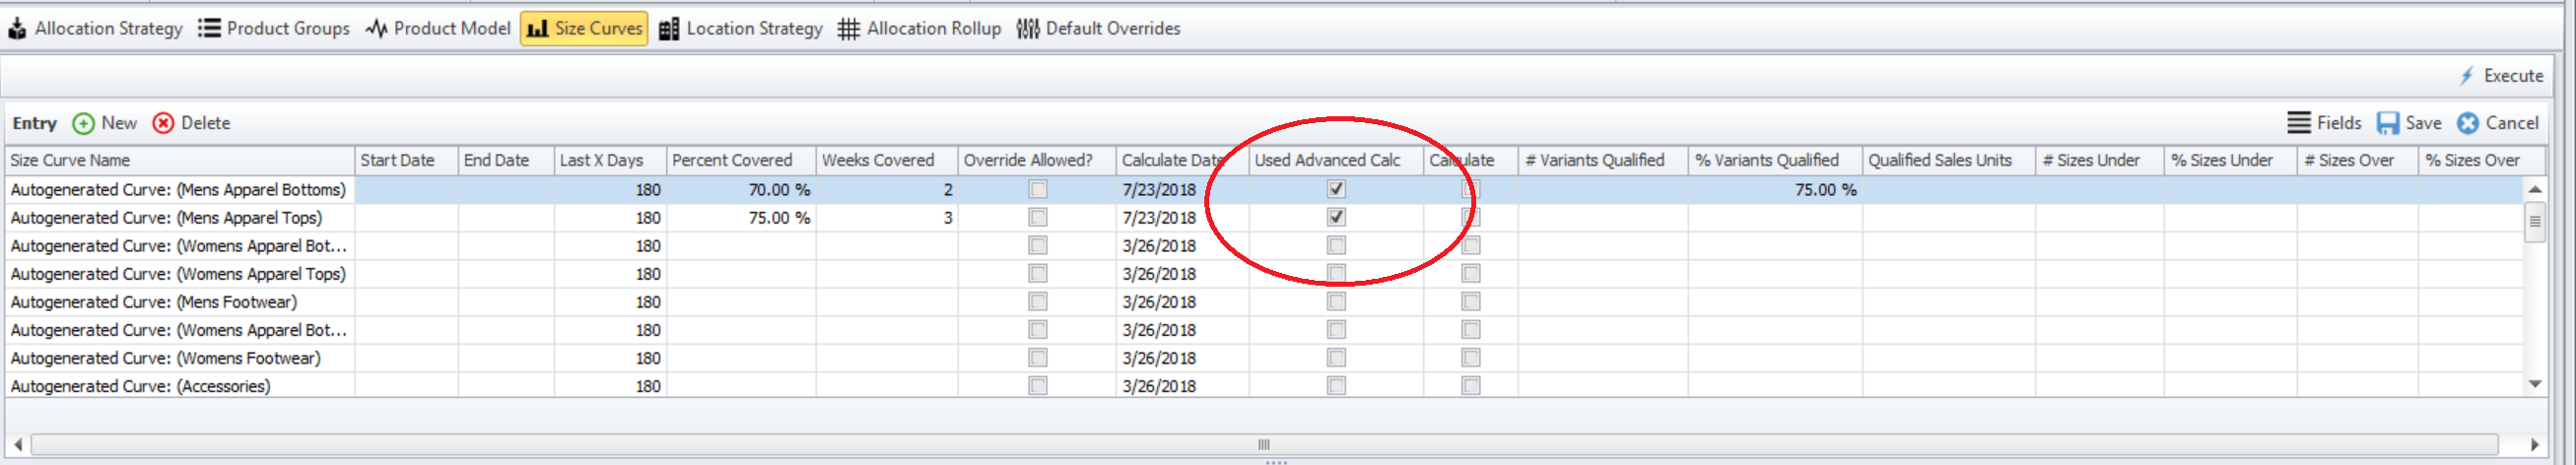 Allocation Strategy Product Groups Product Model Size Curves Location Strategy Allocation Rollup Default Overrides
Execute
Entry New Delete Fields Save Cancel
Size Curve Name Start Date End Date Last X Days Percent Covered Weeks Covered Override Allowed? Calculate Date Used Advanced Calc Calculate # Variants Qualified % Variants Qualified Qualified Sales Units # Sizes Under % Sizes Under # Sizes Over % Sizes Over
Autogenerated Curve: (Mens Apparel Bottoms) 180 70.00 % 2 7/23/2018 75.00 %
Autogenerated Curve: (Mens Apparel Tops) 180 75.00 % 3 7/23/2018
Autogenerated Curve: (Womens Apparel Bot... 180 3/26/2018
Autogenerated Curve: (Womens Apparel Tops) 180 3/26/2018
Autogenerated Curve: (Mens Footwear) 180 3/26/2018
Autogenerated Curve: (Womens Apparel Bot... 180 3/26/2018
Autogenerated Curve: (Womens Footwear) 180 3/26/2018
Autogenerated Curve: (Accessories) 180 3/26/2018